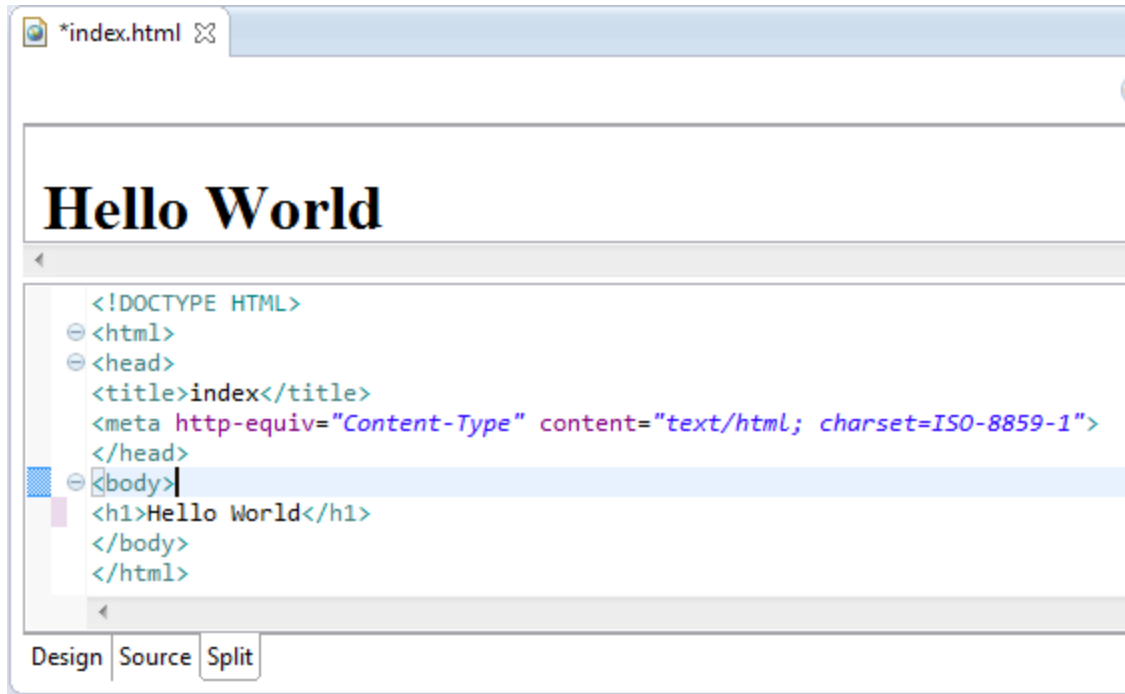 *index.html
Hello World
<!DOCTYPE HTML>
<html>
<head>
<title>index</title>
<meta http-equiv="Content-Type" content="text/html; charset=ISO-8859-1">
</head>
<body>
<h1>Hello World</h1>
</body>
</html>
Design Source Split